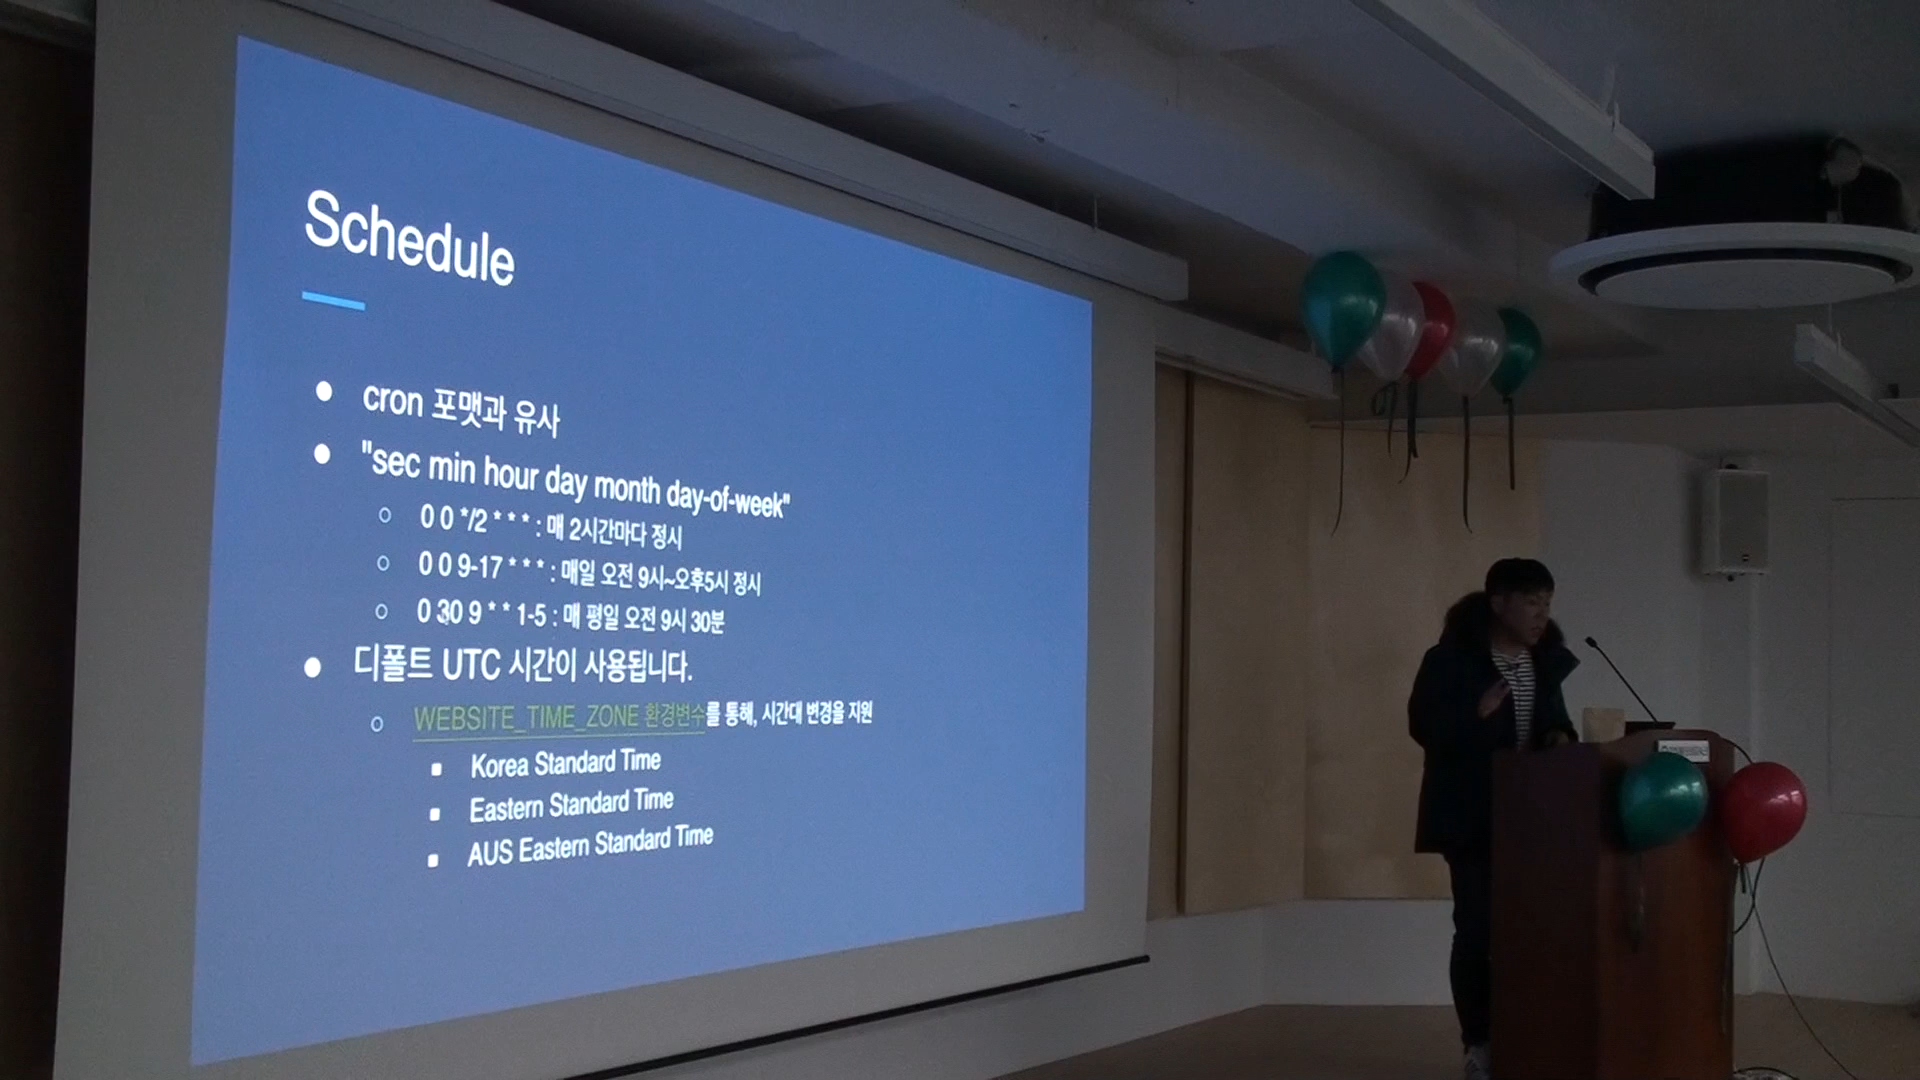 Schedule
cron 포맷과 유사
"sec min hour day month day-of-week"
0 0 */2 * * * : 매 2시간마다 정시
0 0 9-17 * * * : 매일 오전 9시~오후5시 정시
0 30 9 * * 1-5 : 매 평일 오전 9시 30분
디폴트 UTC 시간이 사용됩니다.
WEBSITE_TIME_ZONE 환경변수를 통해, 시간대 변경을 지원
Korea Standard Time
Eastern Standard Time
AUS Eastern Standard Time